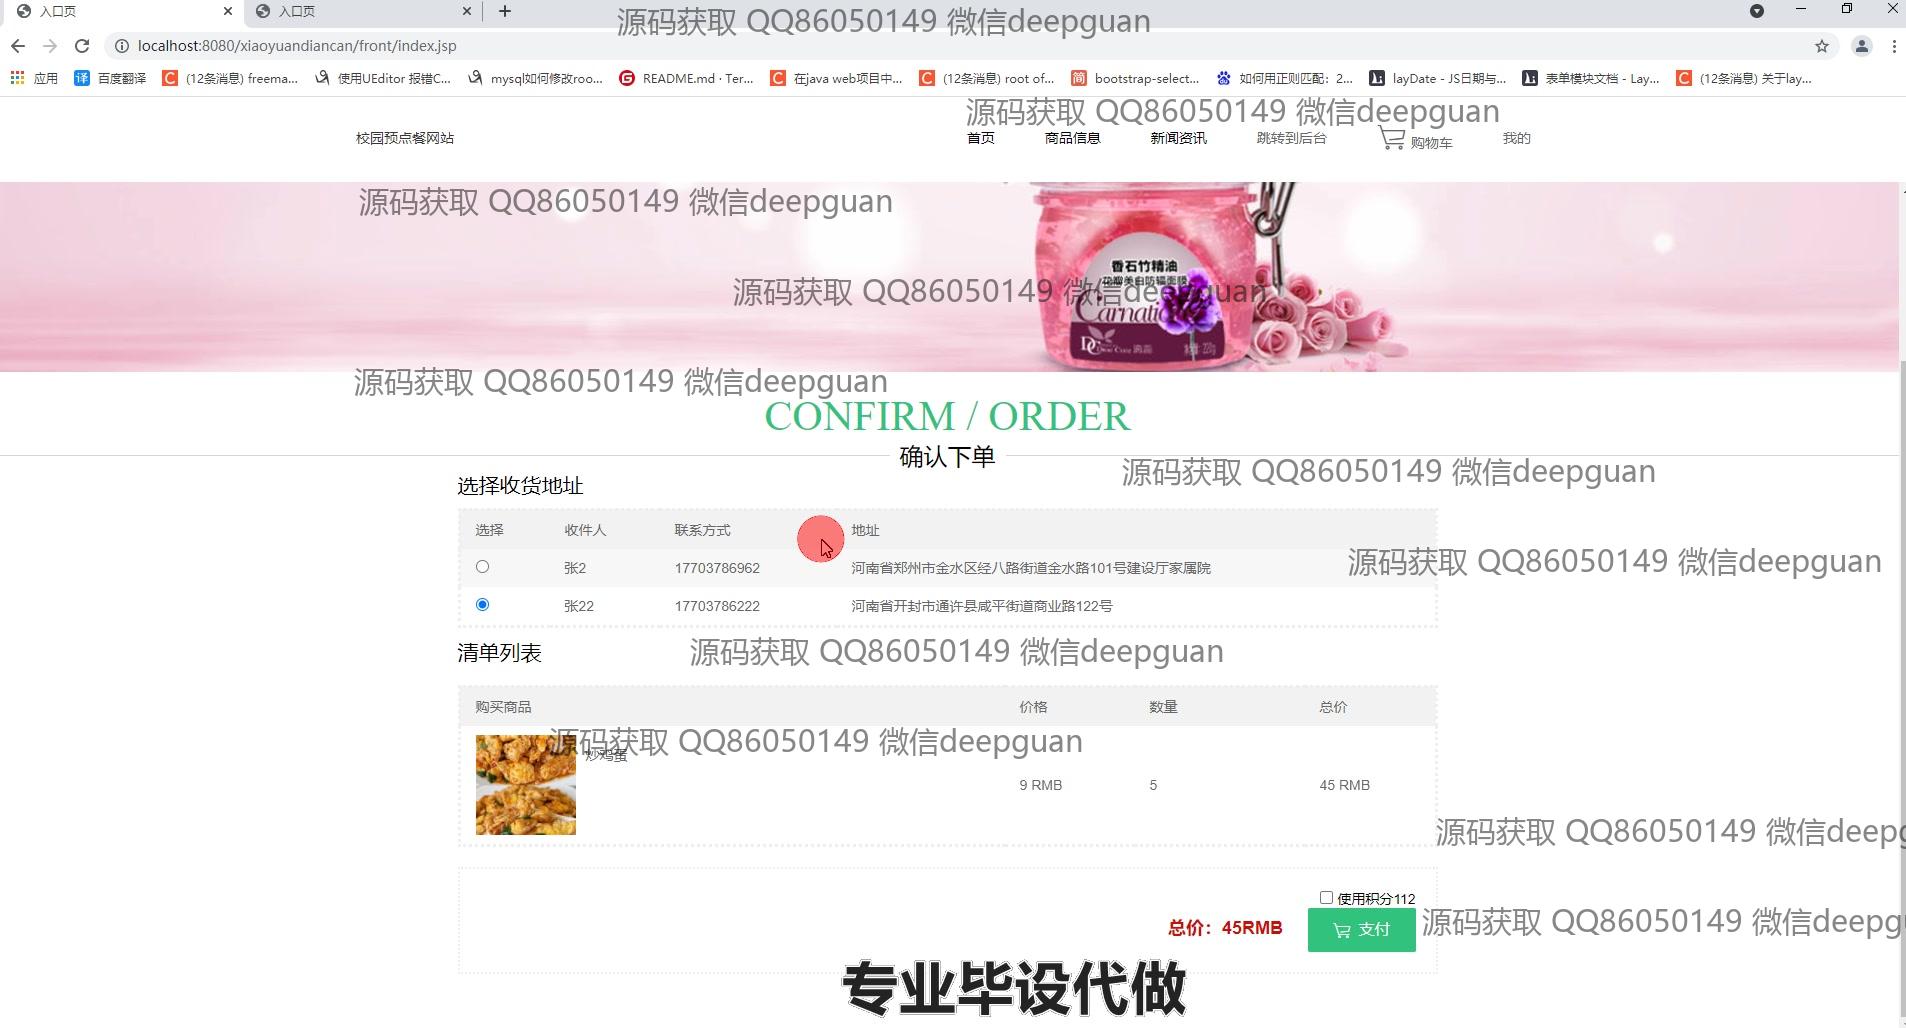 入口页
入口页
源码获取 QQ86050149 微信deepguan
localhost:8080/xiaoyuandiancan/front/index.jsp
应用 百度翻译 (12条消息) freema... 使用UEditor 报错C... mysql如何修改roo... README.md · Ter... 在java web项目中... (12条消息) root of... bootstrap-select... 如何用正则匹配：2... layDate - JS日期与... 表单模块文档 - Lay... (12条消息) 关于lay...
源码获取 QQ86050149 微信deepguan
校园预点餐网站 首页 商品信息 新闻资讯 跳转到后台 购物车 我的
源码获取 QQ86050149 微信deepguan
香石竹精油
花瓣美白防辐面膜
源码获取 QQ86050149 微信deepguan
Carnation
源码获取 QQ86050149 微信deepguan
CONFIRM / ORDER
确认下单
源码获取 QQ86050149 微信deepguan
选择收货地址
选择 收件人 联系方式 地址
源码获取 QQ86050149 微信deepguan
张2 17703786962 河南省郑州市金水区经八路街道金水路101号建设厅家属院
张22 17703786222 河南省开封市通许县咸平街道商业路122号
清单列表
源码获取 QQ86050149 微信deepguan
购买商品 价格 数量 总价
源码获取 QQ86050149 微信deepguan
炒鸡蛋
9 RMB 5 45 RMB
源码获取 QQ86050149 微信deepg
使用积分112
总价：45RMB 支付
源码获取 QQ86050149 微信deepg
专业毕设代做